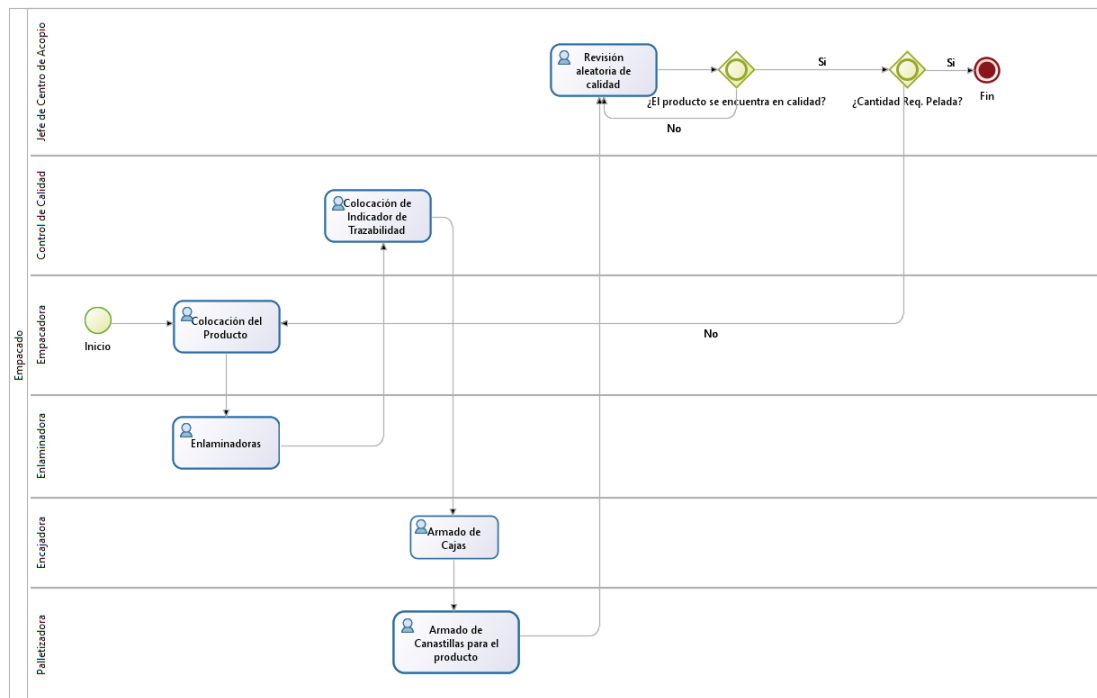 Empacado
Jefe de Centro de Acopio
Revisión
aleatoria de
calidad
Si
Si
¿El producto se encuentra en calidad?
¿Cantidad Req. Pelada?
Fin
No
Control de Calidad
Colocación de
Indicador de
Trazabilidad
Empacadora
Inicio
Colocación del
Producto
No
Enlaminadora
Enlaminadoras
Encajadora
Armado de
Cajas
Palletizadora
Armado de
Canastillas para el
producto